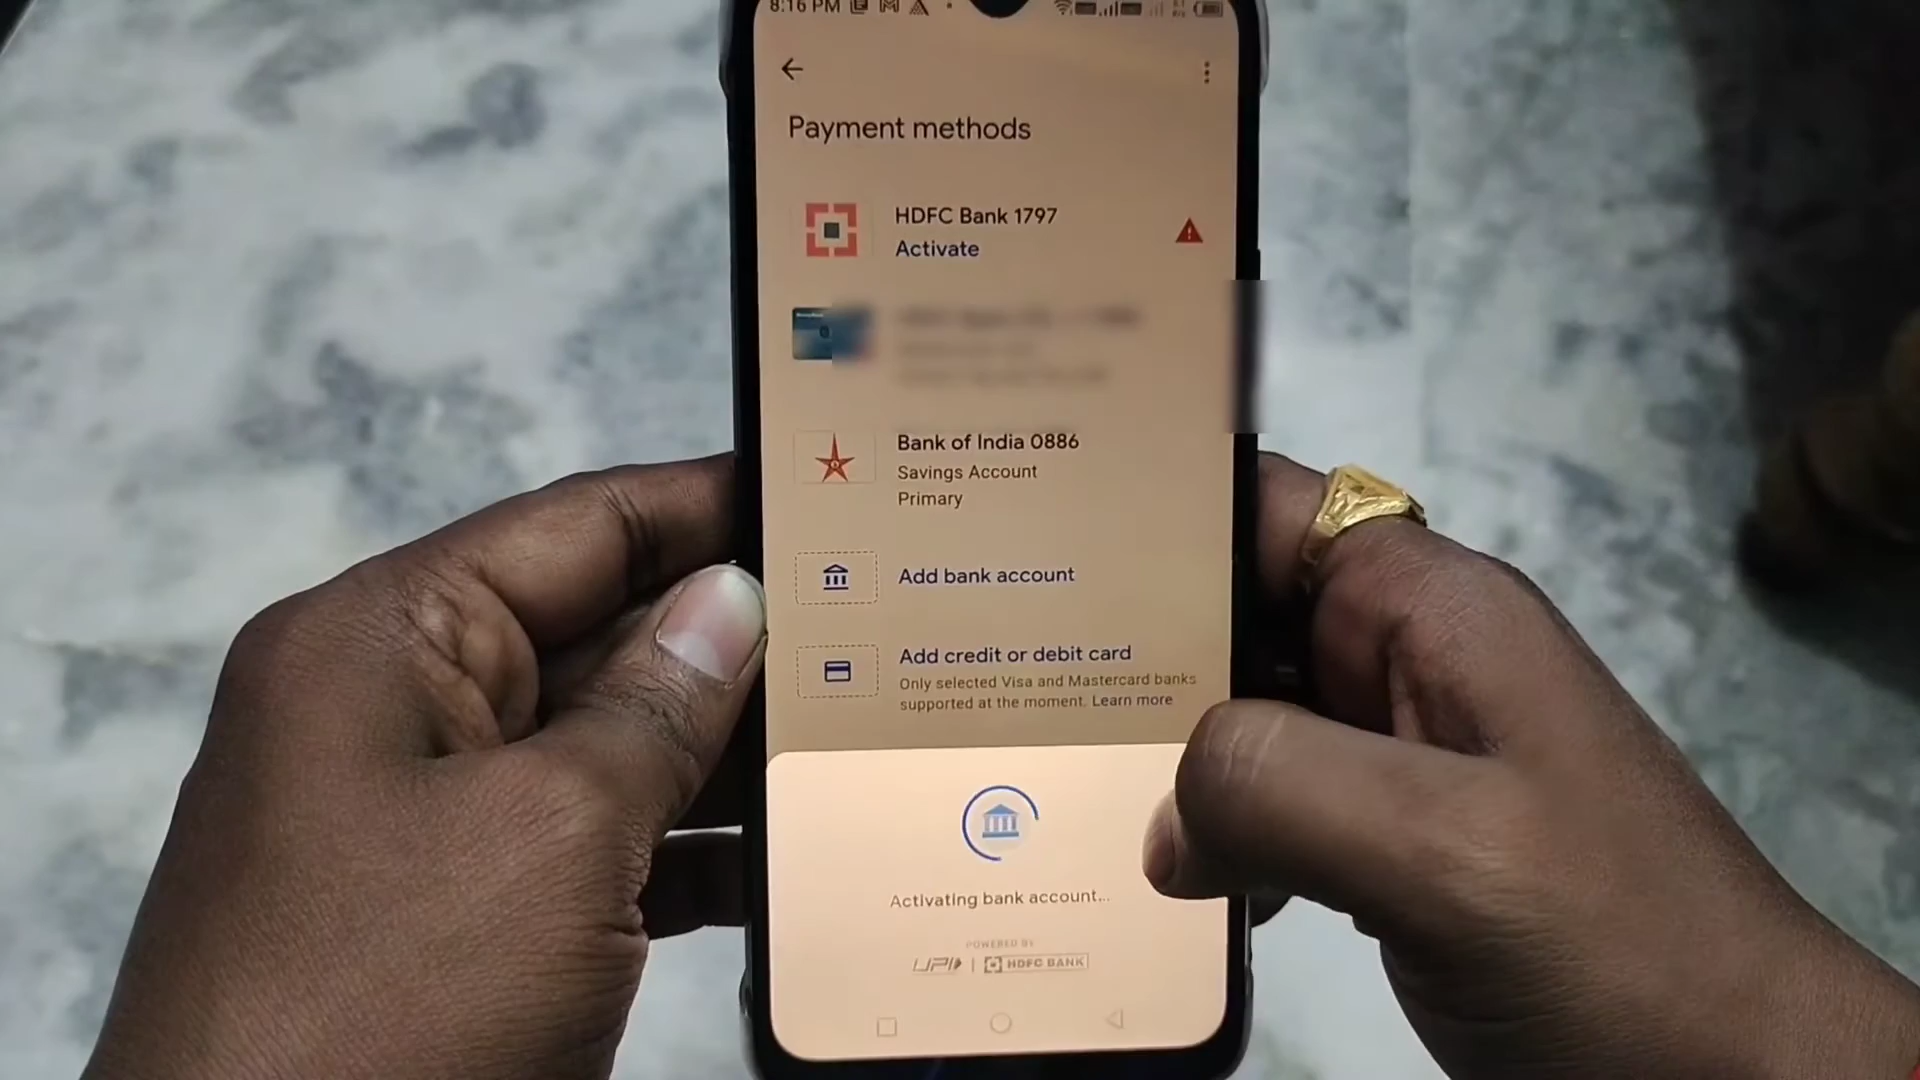 8:16 PM
Payment methods
HDFC Bank 1797
Activate
Bank of India 0886
Savings Account
Primary
Add bank account
Add credit or debit card
Only selected Visa and Mastercard banks
supported at the moment. Learn more
Activating bank account...
POWERED BY
UPI | HDFC BANK